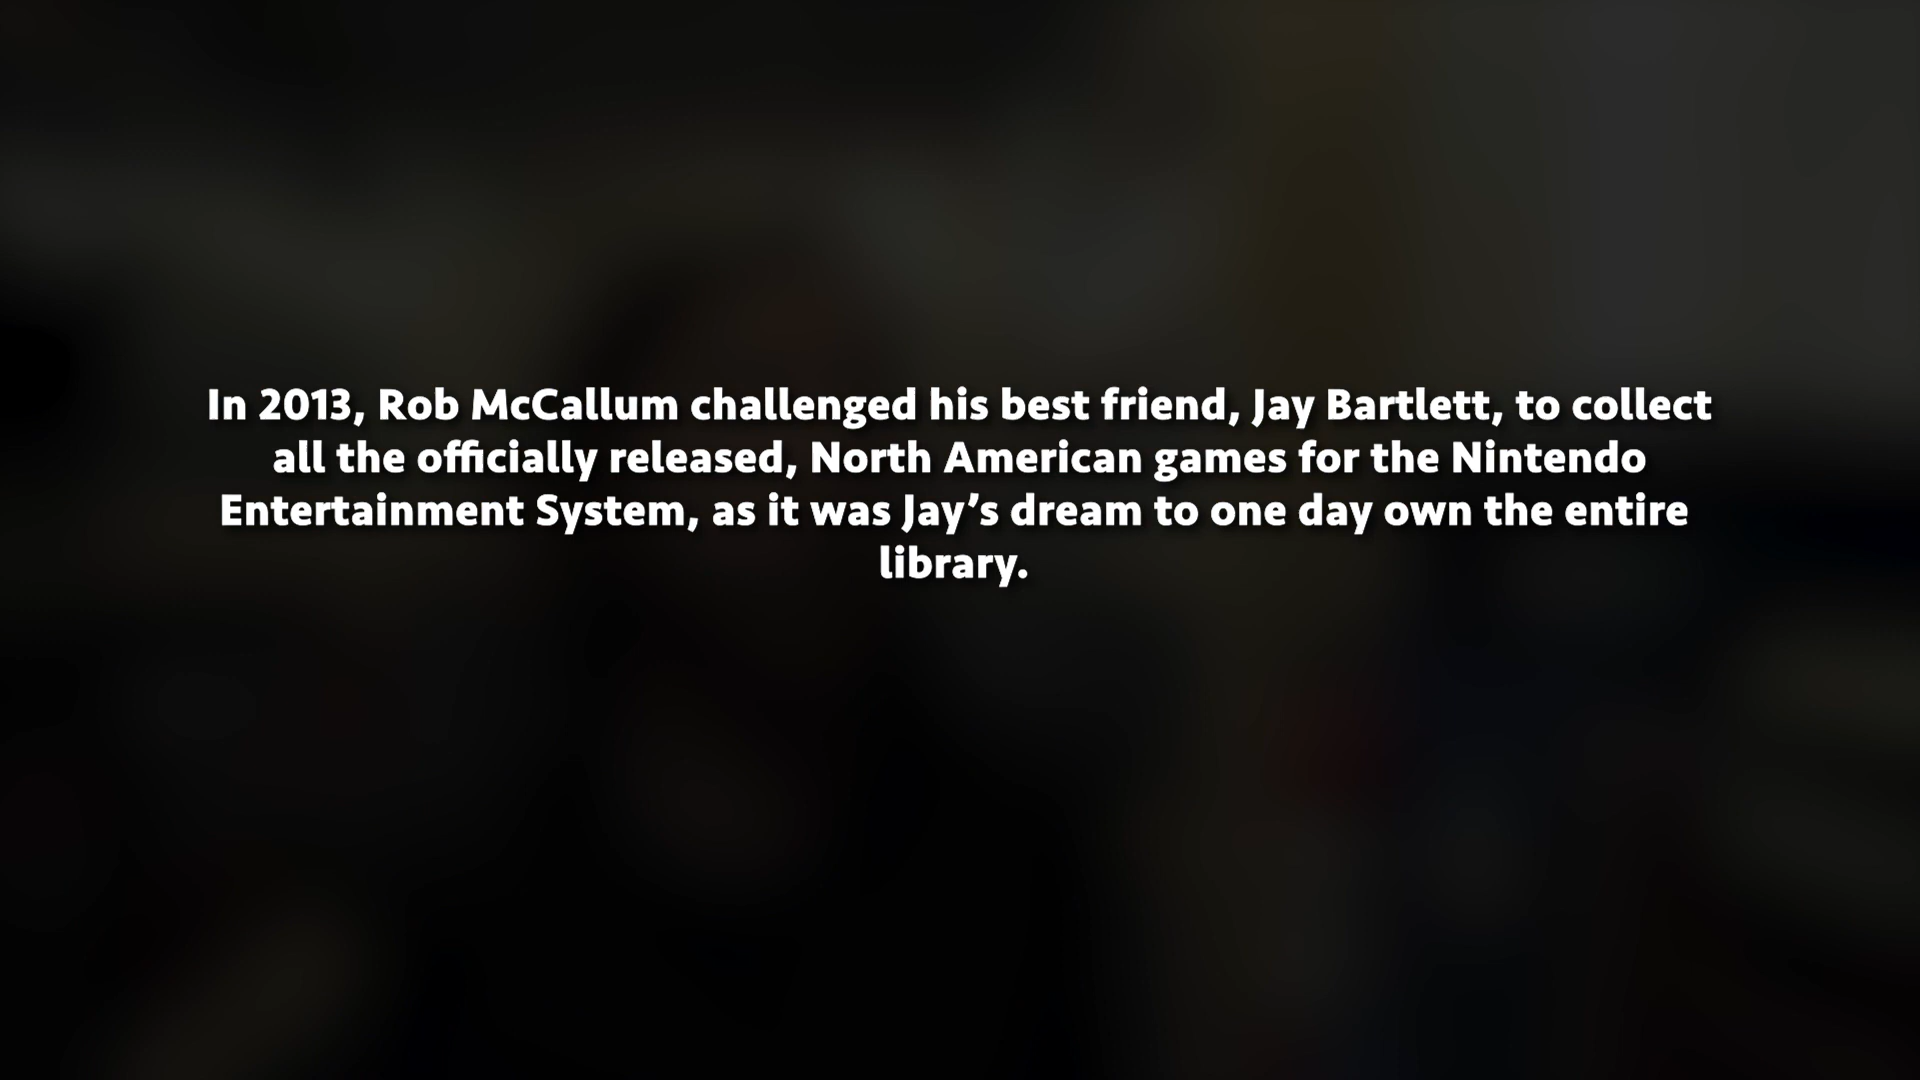 In 2013, Rob McCallum challenged his best friend, Jay Bartlett, to collect
all the officially released, North American games for the Nintendo
Entertainment System, as it was Jay’s dream to one day own the entire
library.